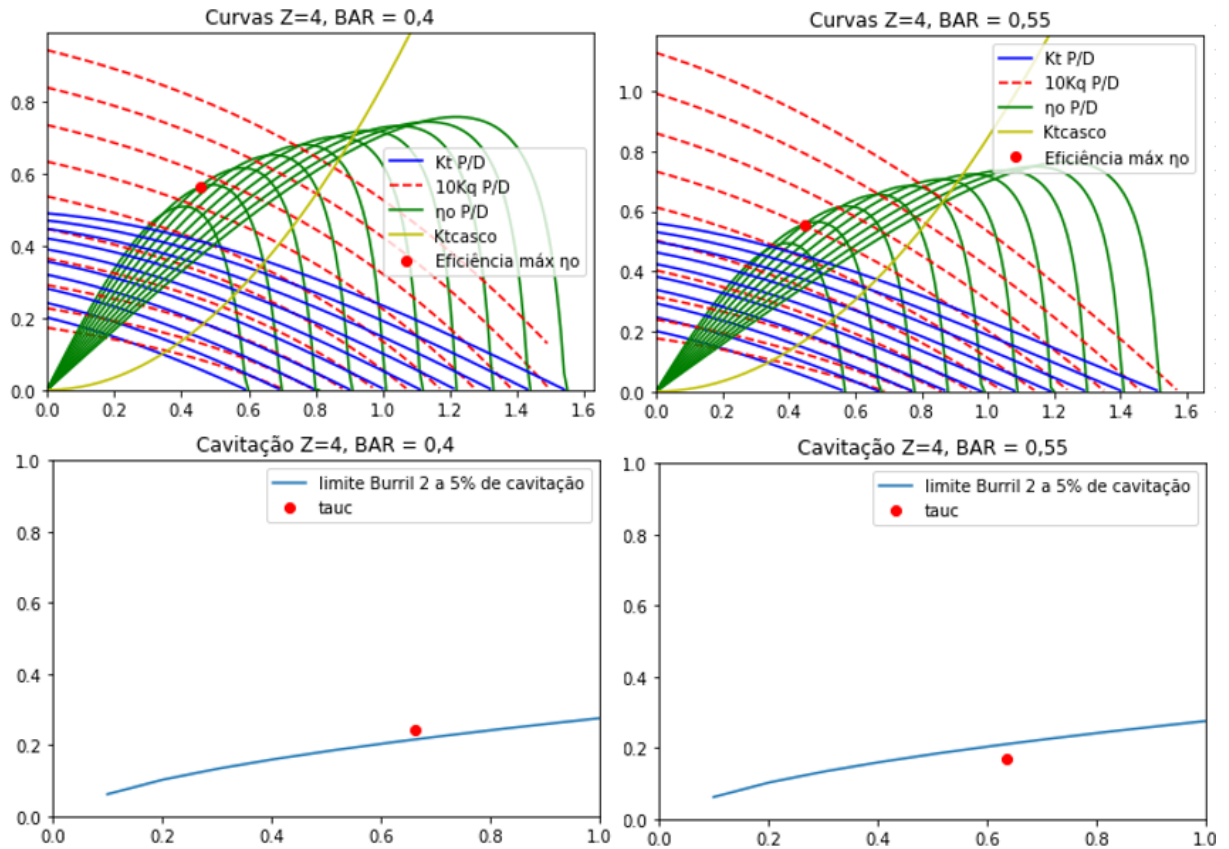 Curvas Z=4, BAR = 0,4
0.8
0.6
0.4
0.2
0.0
0.0 0.2 0.4 0.6 0.8 1.0 1.2 1.4 1.6
Kt P/D
10Kq P/D
ηo P/D
Ktcasco
Eficiência máx ηo
Curvas Z=4, BAR = 0,55
1.0
0.8
0.6
0.4
0.2
0.0
0.0 0.2 0.4 0.6 0.8 1.0 1.2 1.4 1.6
Kt P/D
10Kq P/D
ηo P/D
Ktcasco
Eficiência máx ηo
Cavitação Z=4, BAR = 0,4
1.0
0.8
0.6
0.4
0.2
0.0
0.0 0.2 0.4 0.6 0.8 1.0
limite Burril 2 a 5% de cavitação
tauc
Cavitação Z=4, BAR = 0,55
1.0
0.8
0.6
0.4
0.2
0.0
0.0 0.2 0.4 0.6 0.8 1.0
limite Burril 2 a 5% de cavitação
tauc